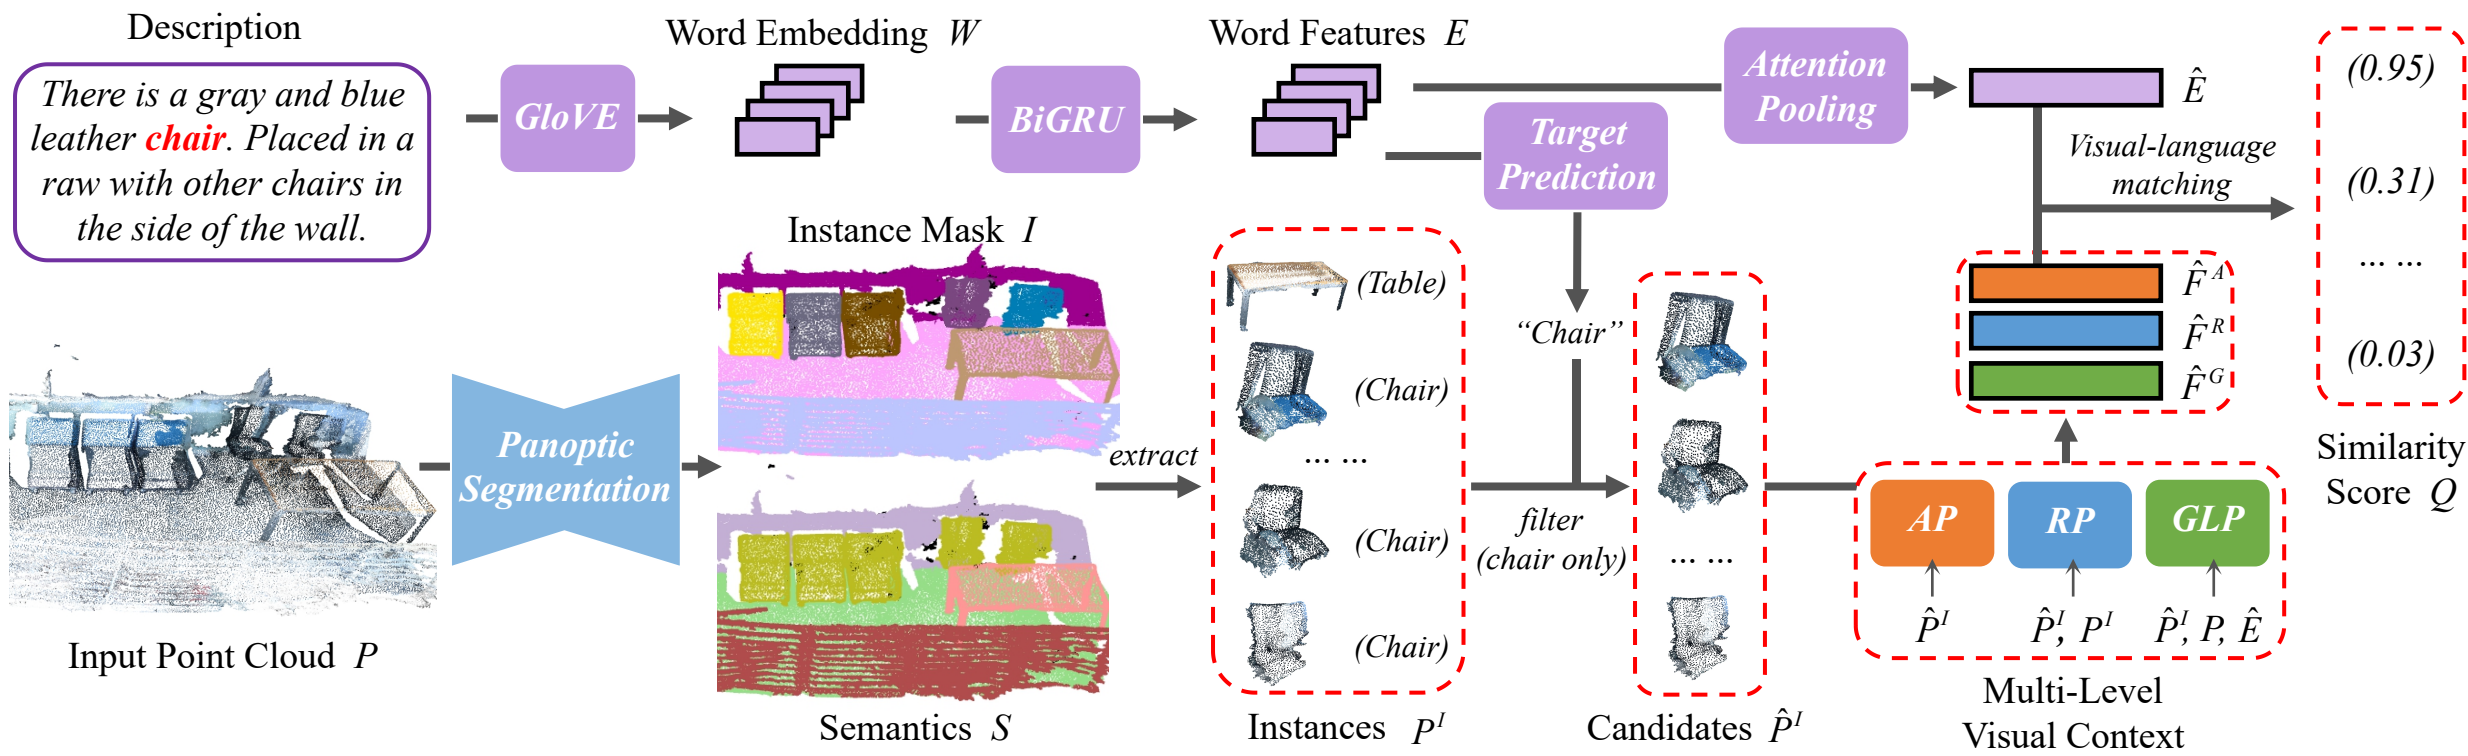 Description
There is a gray and blue
leather chair. Placed in a
raw with other chairs in
the side of the wall.
GloVE
Word Embedding W
BiGRU
Word Features E
Attention
Pooling
Target
Prediction
Ê
Visual-language
matching
(0.95)
(0.31)
... ...
(0.03)
Similarity
Score Q
Input Point Cloud P
Panoptic
Segmentation
Instance Mask I
Semantics S
extract
(Table)
(Chair)
... ...
(Chair)
(Chair)
Instances P^I
“Chair”
filter
(chair only)
... ...
Candidates P̂^I
F̂^A
F̂^R
F̂^G
AP
RP
GLP
P̂^I
P̂^I, P^I
P̂^I, P, Ê
Multi-Level
Visual Context